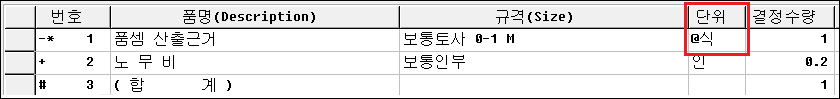 번호 품명(Description) 규격(Size) 단위 결정수량
-* 1 품셈 산출근거 보통토사 0-1 M @식 1
+ 2 노 무 비 보통인부 인 0.2
# 3 ( 합 계 ) 1